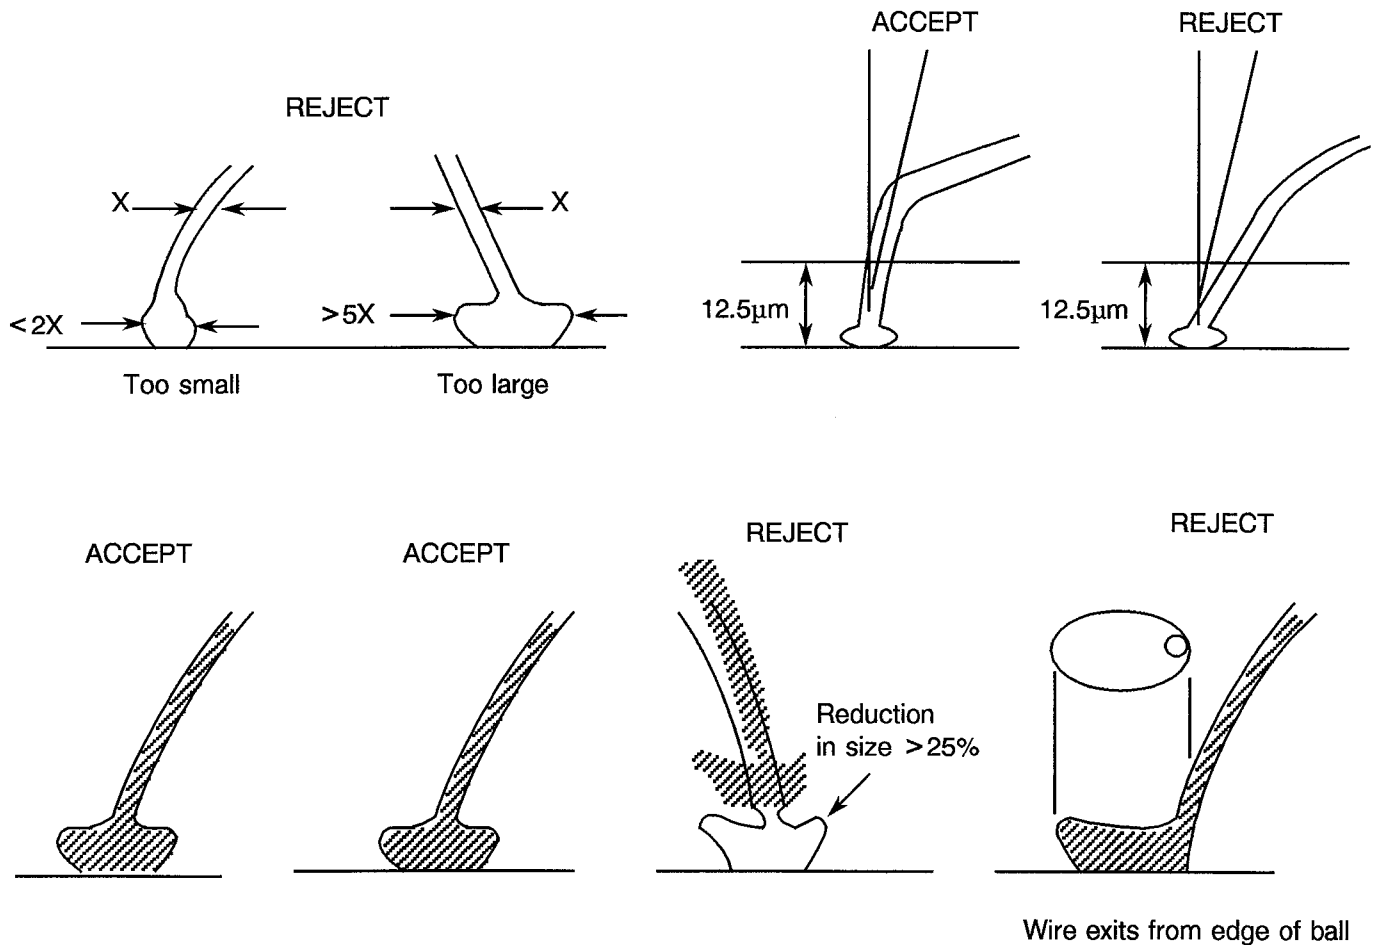 ACCEPT
REJECT
REJECT
X
X
<2X
>5X
12.5μm
12.5μm
Too small
Too large
ACCEPT
ACCEPT
REJECT
REJECT
Reduction
in size >25%
Wire exits from edge of ball